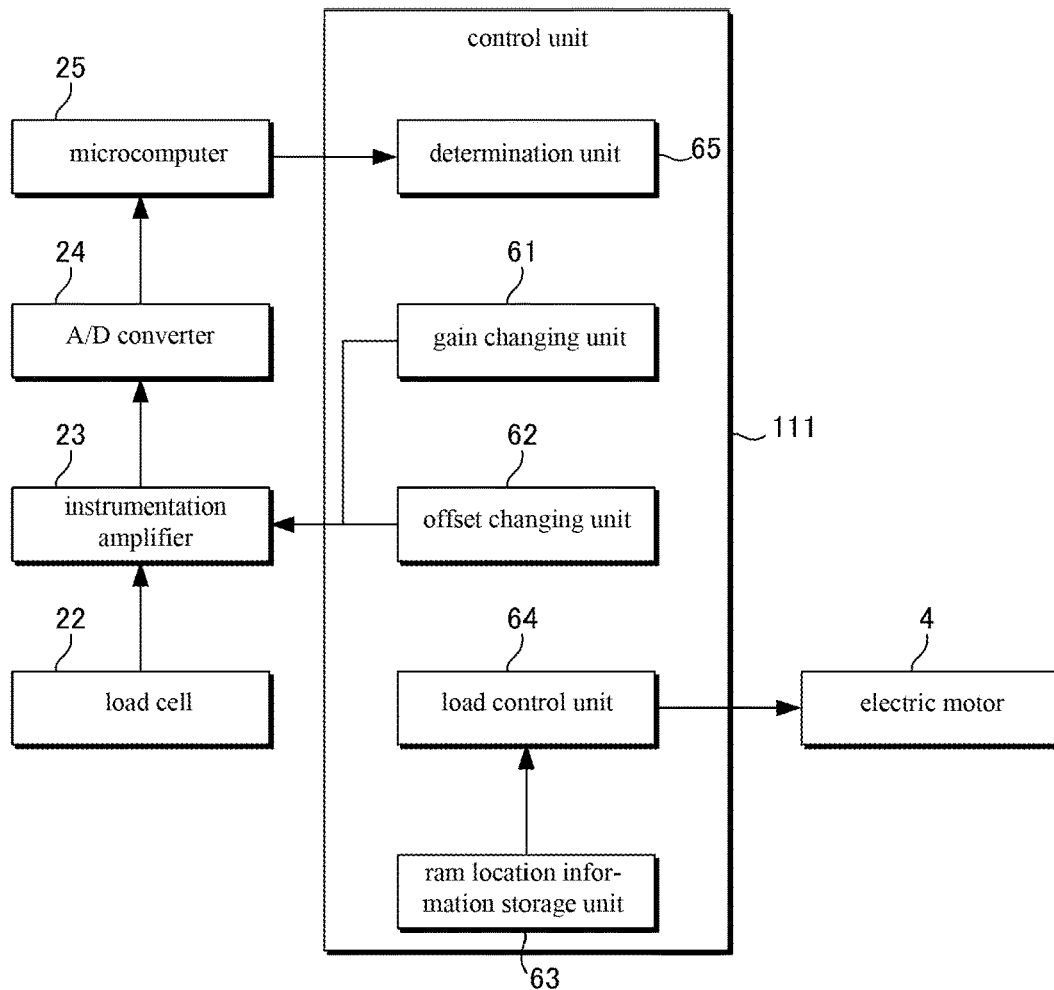 control unit
25
microcomputer
determination unit
65
24
A/D converter
61
gain changing unit
111
23
instrumentation
amplifier
62
offset changing unit
22
load cell
64
load control unit
4
electric motor
ram location infor-
mation storage unit
63